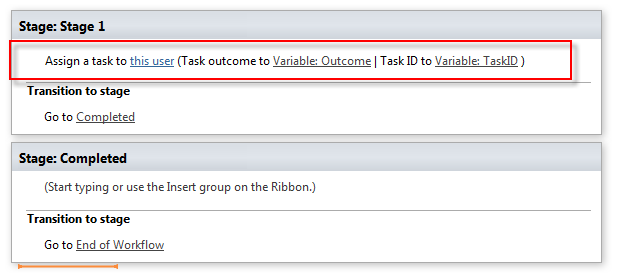 Stage: Stage 1
Assign a task to this user (Task outcome to Variable: Outcome | Task ID to Variable: TaskID )
Transition to stage
Go to Completed
Stage: Completed
(Start typing or use the Insert group on the Ribbon.)
Transition to stage
Go to End of Workflow